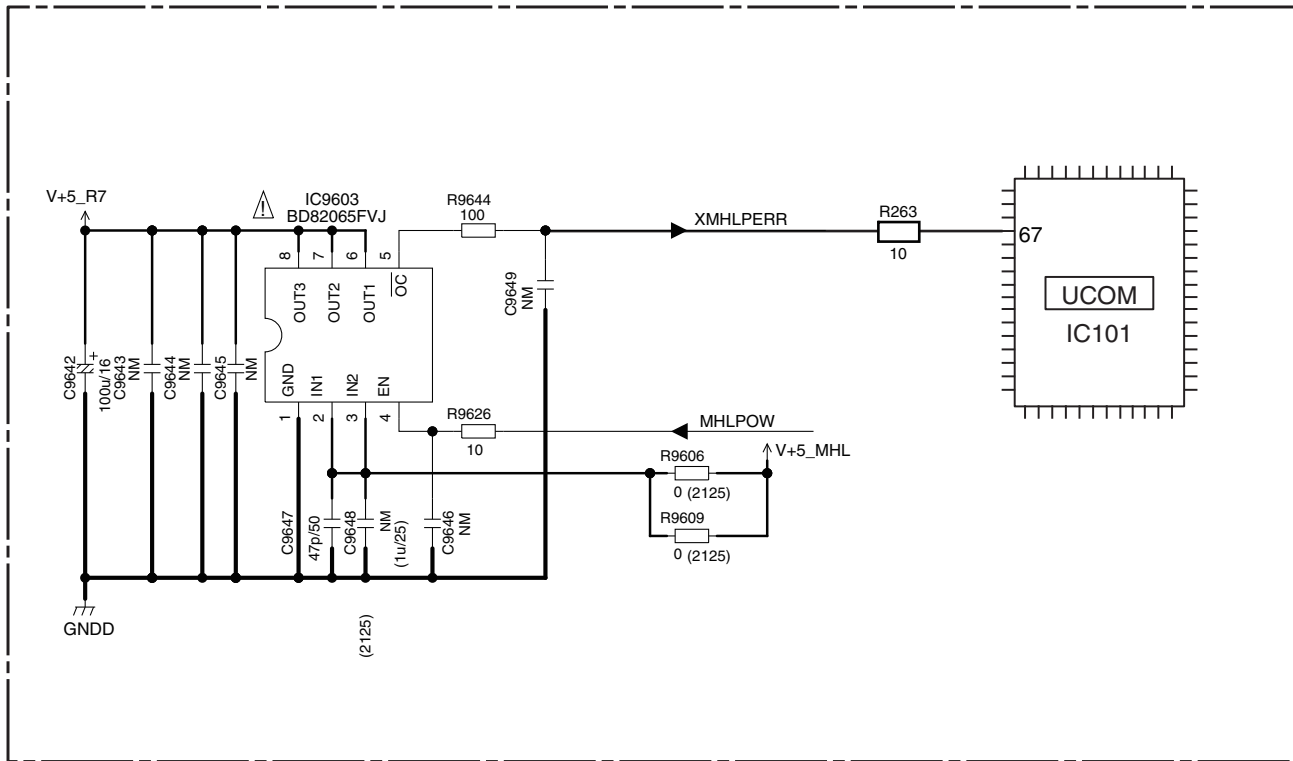 V+5_R7
IC9603
BD82065FVJ
R9644
100
XMHLPERR
R263
10
67
UCOM
IC101
8
7
6
5
OUT3
OUT2
OUT1
OC
C9649
NM
C9642
+
100u/16
C9643
NM
C9644
C9645
NM
GND
IN1
IN2
EN
1
2
3
4
R9626
10
MHLPOW
V+5_MHL
R9606
0 (2125)
R9609
0 (2125)
C9647
47p/50
C9648
NM
(1u/25)
C9646
NM
(2125)
GNDD